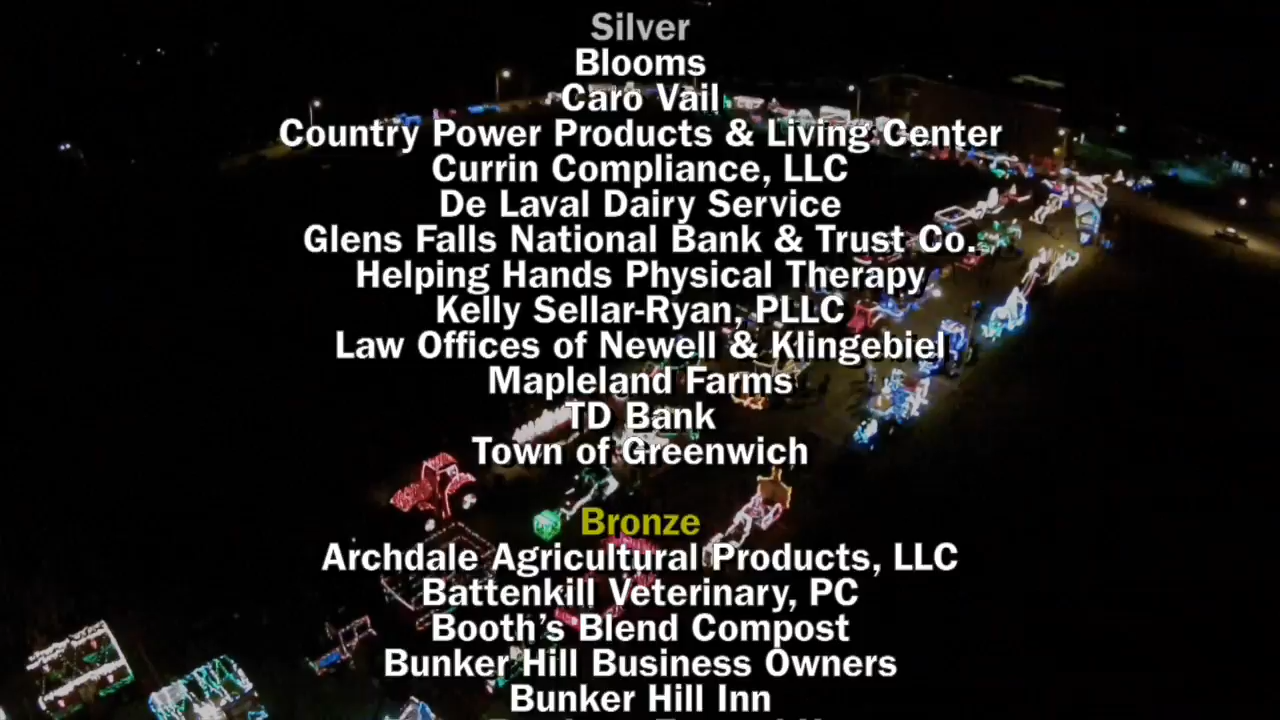 Silver
Blooms
Caro Vail
Country Power Products & Living Center
Currin Compliance, LLC
De Laval Dairy Service
Glens Falls National Bank & Trust Co.
Helping Hands Physical Therapy
Kelly Sellar-Ryan, PLLC
Law Offices of Newell & Klingebiel
Mapleland Farms
TD Bank
Town of Greenwich
Bronze
Archdale Agricultural Products, LLC
Battenkill Veterinary, PC
Booth's Blend Compost
Bunker Hill Business Owners
Bunker Hill Inn